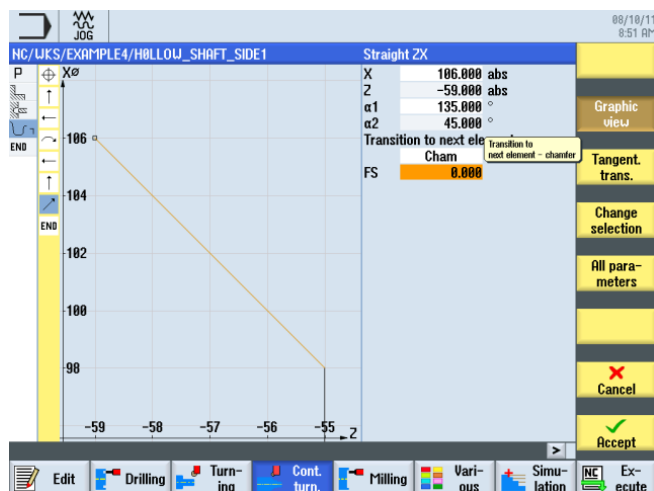 JOG
08/10/11
8:51 AM
NC/WKS/EXAMPLE4/HOLLOW_SHAFT_SIDE1
Straight ZX
P
END
END
XØ
106
104
102
100
98
-59 -58 -57 -56 -55 Z
X 106.000 abs
Z -59.000 abs
α1 135.000 °
α2 45.000 °
Transition to next ele
Transition to
next element - chamfer
Cham
FS 0.000
Graphic
view
Tangent.
trans.
Change
selection
All para-
meters
Cancel
Accept
>
Edit
Drilling
Turn-
ing
Cont.
turn.
Milling
Vari-
ous
Simu-
lation
NC
Ex-
ecute